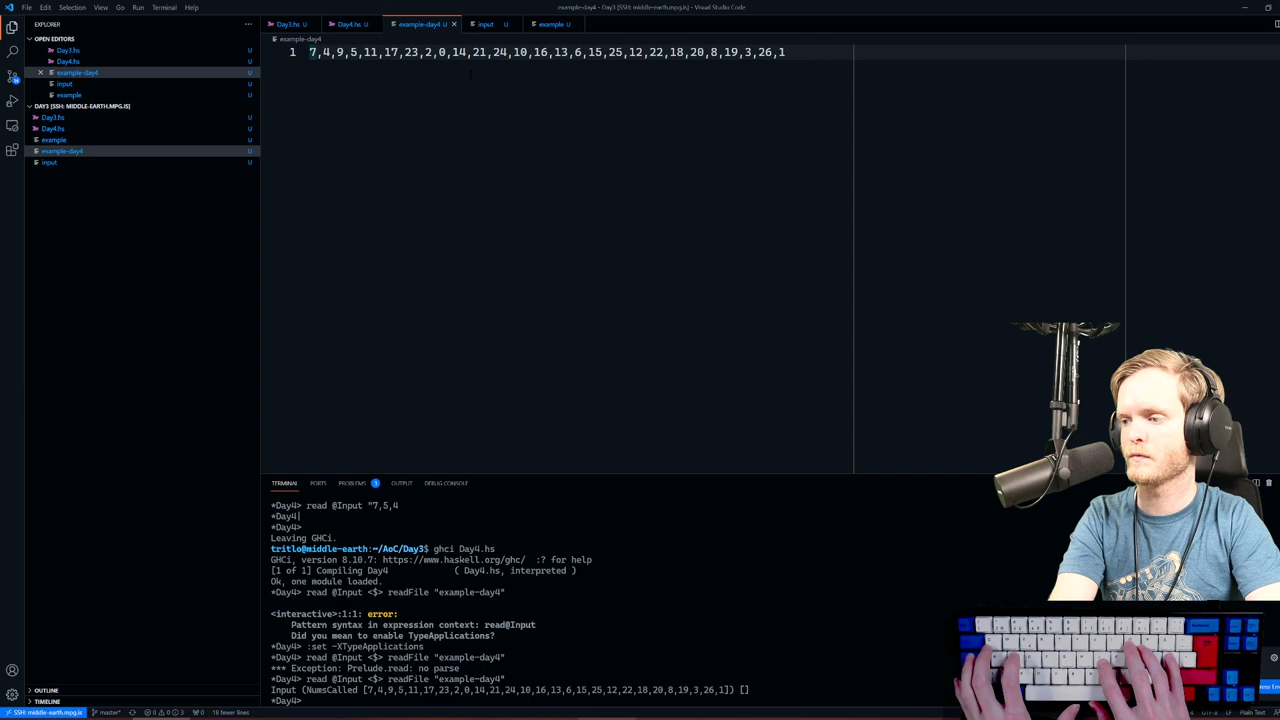 File Edit Selection View Go Run Terminal Help
example-day4 - Day3 [SSH: middle-earth.mpg.is] - Visual Studio Code
EXPLORER
Day3.hs U
Day4.hs U
example-day4 U
input U
example U
OPEN EDITORS
Day3.hs U
Day4.hs U
example-day4 U
input U
example U
DAY3 [SSH: MIDDLE-EARTH.MPG.IS]
Day3.hs U
Day4.hs U
example U
example-day4 U
input U
example-day4
1 7,4,9,5,11,17,23,2,0,14,21,24,10,16,13,6,15,25,12,22,18,20,8,19,3,26,1
TERMINAL PORTS PROBLEMS 1 OUTPUT DEBUG CONSOLE
*Day4> read @Input "7,5,4
*Day4|
*Day4>
Leaving GHCi.
tritlo@middle-earth:~/AoC/Day3$ ghci Day4.hs
GHCi, version 8.10.7: https://www.haskell.org/ghc/ :? for help
[1 of 1] Compiling Day4 ( Day4.hs, interpreted )
Ok, one module loaded.
*Day4> read @Input <$> readFile "example-day4"
<interactive>:1:1: error:
Pattern syntax in expression context: read@Input
Did you mean to enable TypeApplications?
*Day4> :set -XTypeApplications
*Day4> read @Input <$> readFile "example-day4"
*** Exception: Prelude.read: no parse
*Day4> read @Input <$> readFile "example-day4"
Input (NumsCalled [7,4,9,5,11,17,23,2,0,14,21,24,10,16,13,6,15,25,12,22,18,20,8,19,3,26,1]) []
*Day4>
OUTLINE
TIMELINE
SSH: middle-earth.mpg.is master* 0 0 3 0 18 fewer lines
LF Plain Text